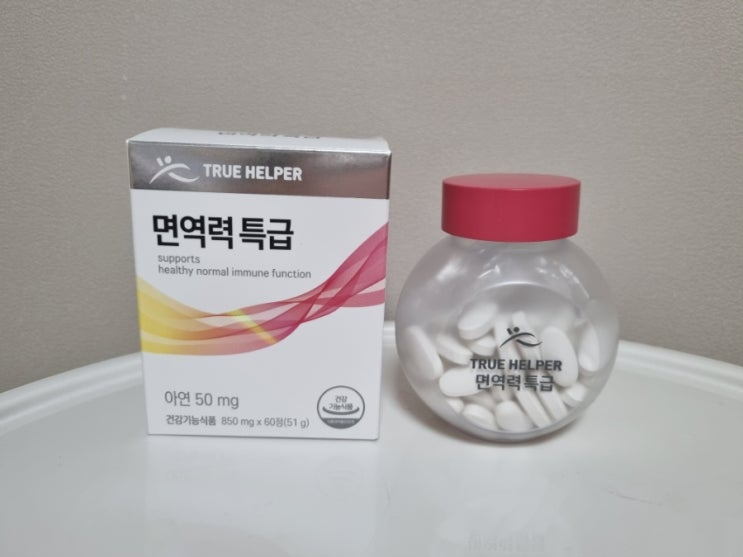 TRUE HELPER
면역력 특급
supports
healthy normal immune function
아연 50 mg
건강기능식품 850 mg x 60정(51 g)
건강
기능식품
TRUE HELPER
면역력 특급